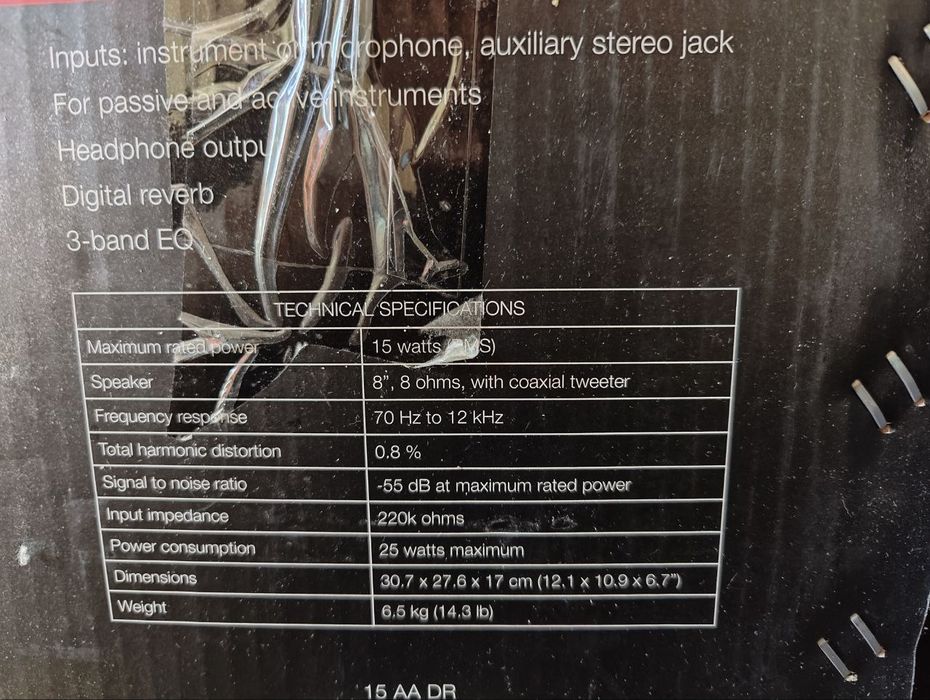 Inputs: instrument or microphone, auxiliary stereo jack
For passive and active instruments
Headphone outpu
Digital reverb
3-band EQ
TECHNICAL SPECIFICATIONS
Maximum rated power 15 watts (RMS)
Speaker 8”, 8 ohms, with coaxial tweeter
Frequency response 70 Hz to 12 kHz
Total harmonic distortion 0.8 %
Signal to noise ratio -55 dB at maximum rated power
Input impedance 220k ohms
Power consumption 25 watts maximum
Dimensions 30.7 x 27.6 x 17 cm (12.1 x 10.9 x 6.7”)
Weight 6.5 kg (14.3 lb)
15 AA DR